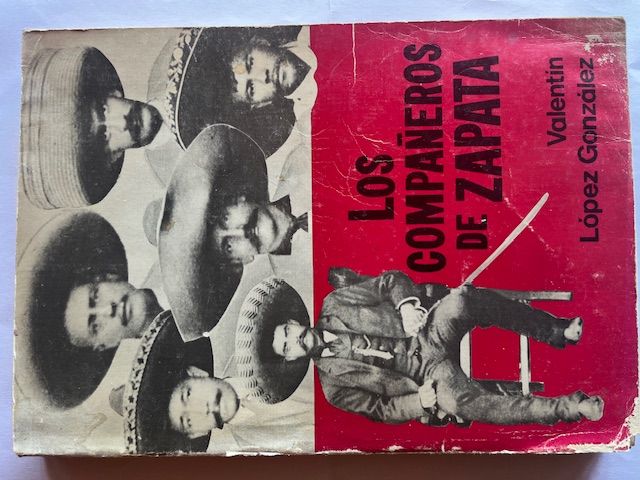 LOS
COMPAÑEROS
DE ZAPATA
Valentín
López González